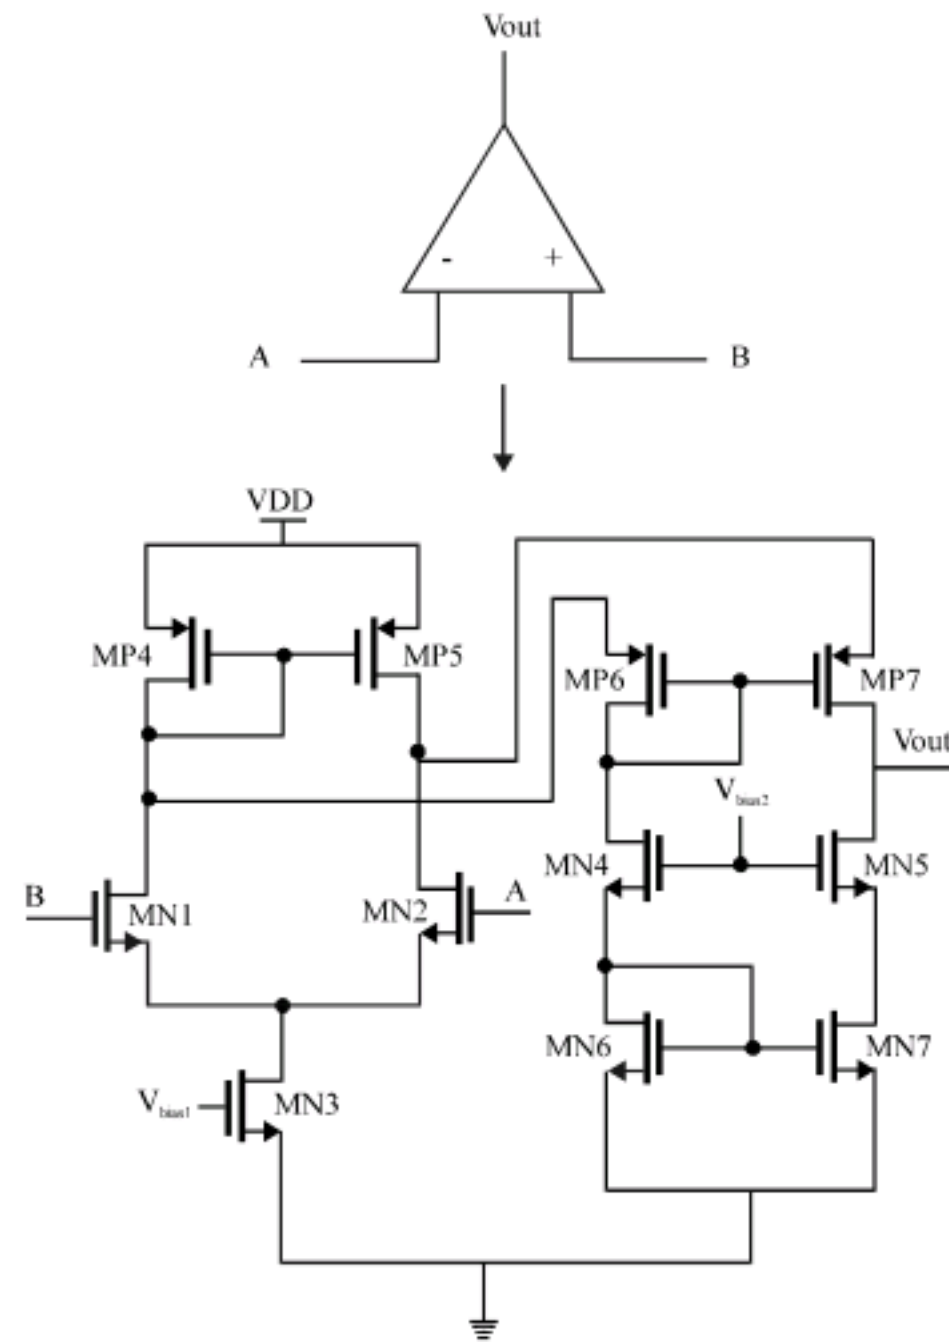 Vout
- +
A B
VDD
MP4 MP5
MP6 MP7
Vout
Vbias2
MN4 MN5
B MN1 MN2 A
MN6 MN7
Vbias1 MN3